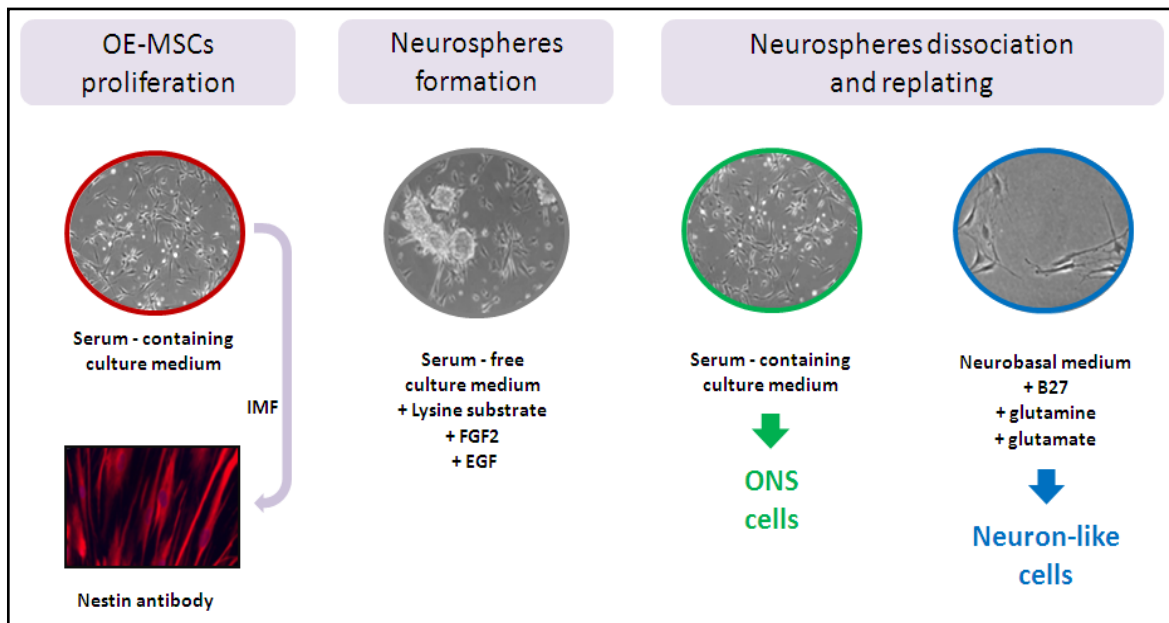 OE-MSCs
proliferation
Neurospheres
formation
Neurospheres dissociation
and replating
Serum - containing
culture medium
IMF
Nestin antibody
Serum - free
culture medium
+ Lysine substrate
+ FGF2
+ EGF
Serum - containing
culture medium
ONS
cells
Neurobasal medium
+ B27
+ glutamine
+ glutamate
Neuron-like
cells